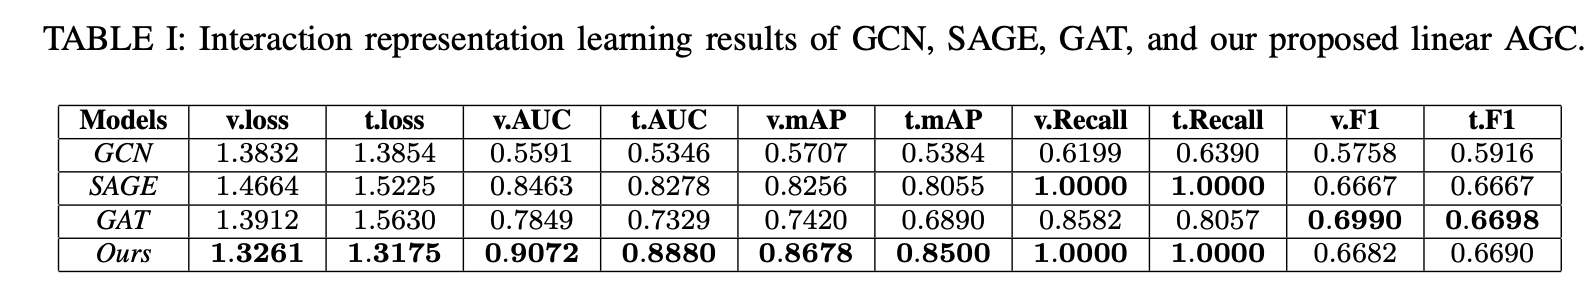 TABLE I: Interaction representation learning results of GCN, SAGE, GAT, and our proposed linear AGC.
Models v.loss t.loss v.AUC t.AUC v.mAP t.mAP v.Recall t.Recall v.F1 t.F1
GCN 1.3832 1.3854 0.5591 0.5346 0.5707 0.5384 0.6199 0.6390 0.5758 0.5916
SAGE 1.4664 1.5225 0.8463 0.8278 0.8256 0.8055 1.0000 1.0000 0.6667 0.6667
GAT 1.3912 1.5630 0.7849 0.7329 0.7420 0.6890 0.8582 0.8057 0.6990 0.6698
Ours 1.3261 1.3175 0.9072 0.8880 0.8678 0.8500 1.0000 1.0000 0.6682 0.6690